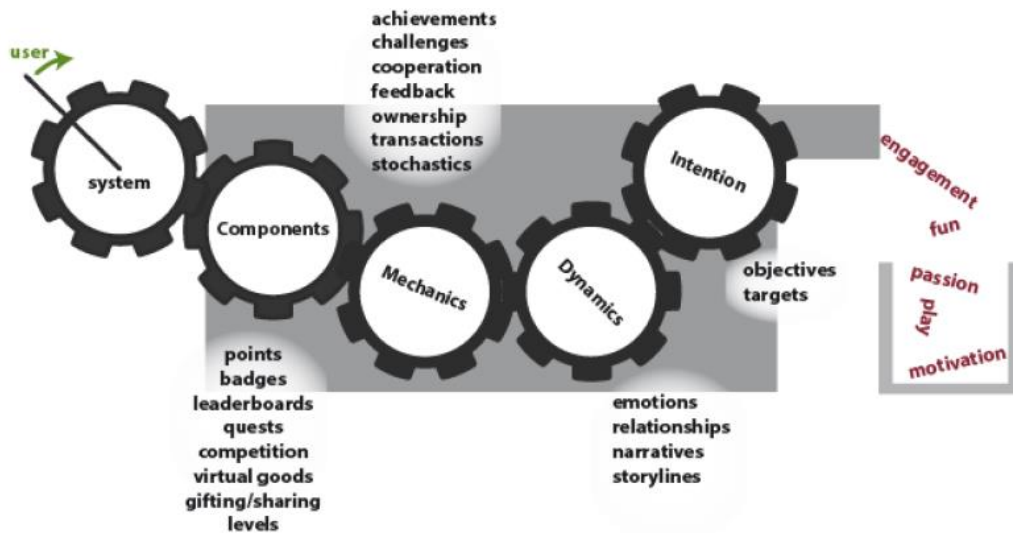 achievements
challenges
cooperation
feedback
ownership
transactions
stochastics
user
system
Components
Mechanics
Dynamics
Intention
points
badges
leaderboards
quests
competition
virtual goods
gifting/sharing
levels
emotions
relationships
narratives
storylines
objectives
targets
engagement
fun
passion
play
motivation